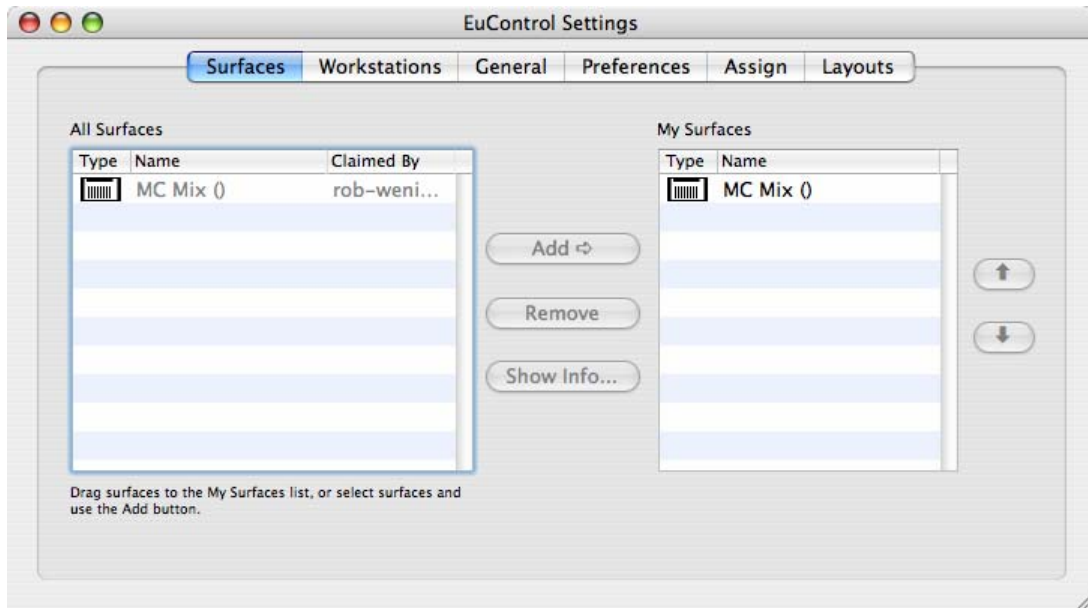 EuControl Settings
Surfaces Workstations General Preferences Assign Layouts
All Surfaces
Type Name Claimed By
MC Mix () rob-weni...
Add ⇨
Remove
Show Info...
Drag surfaces to the My Surfaces list, or select surfaces and
use the Add button.
My Surfaces
Type Name
MC Mix ()